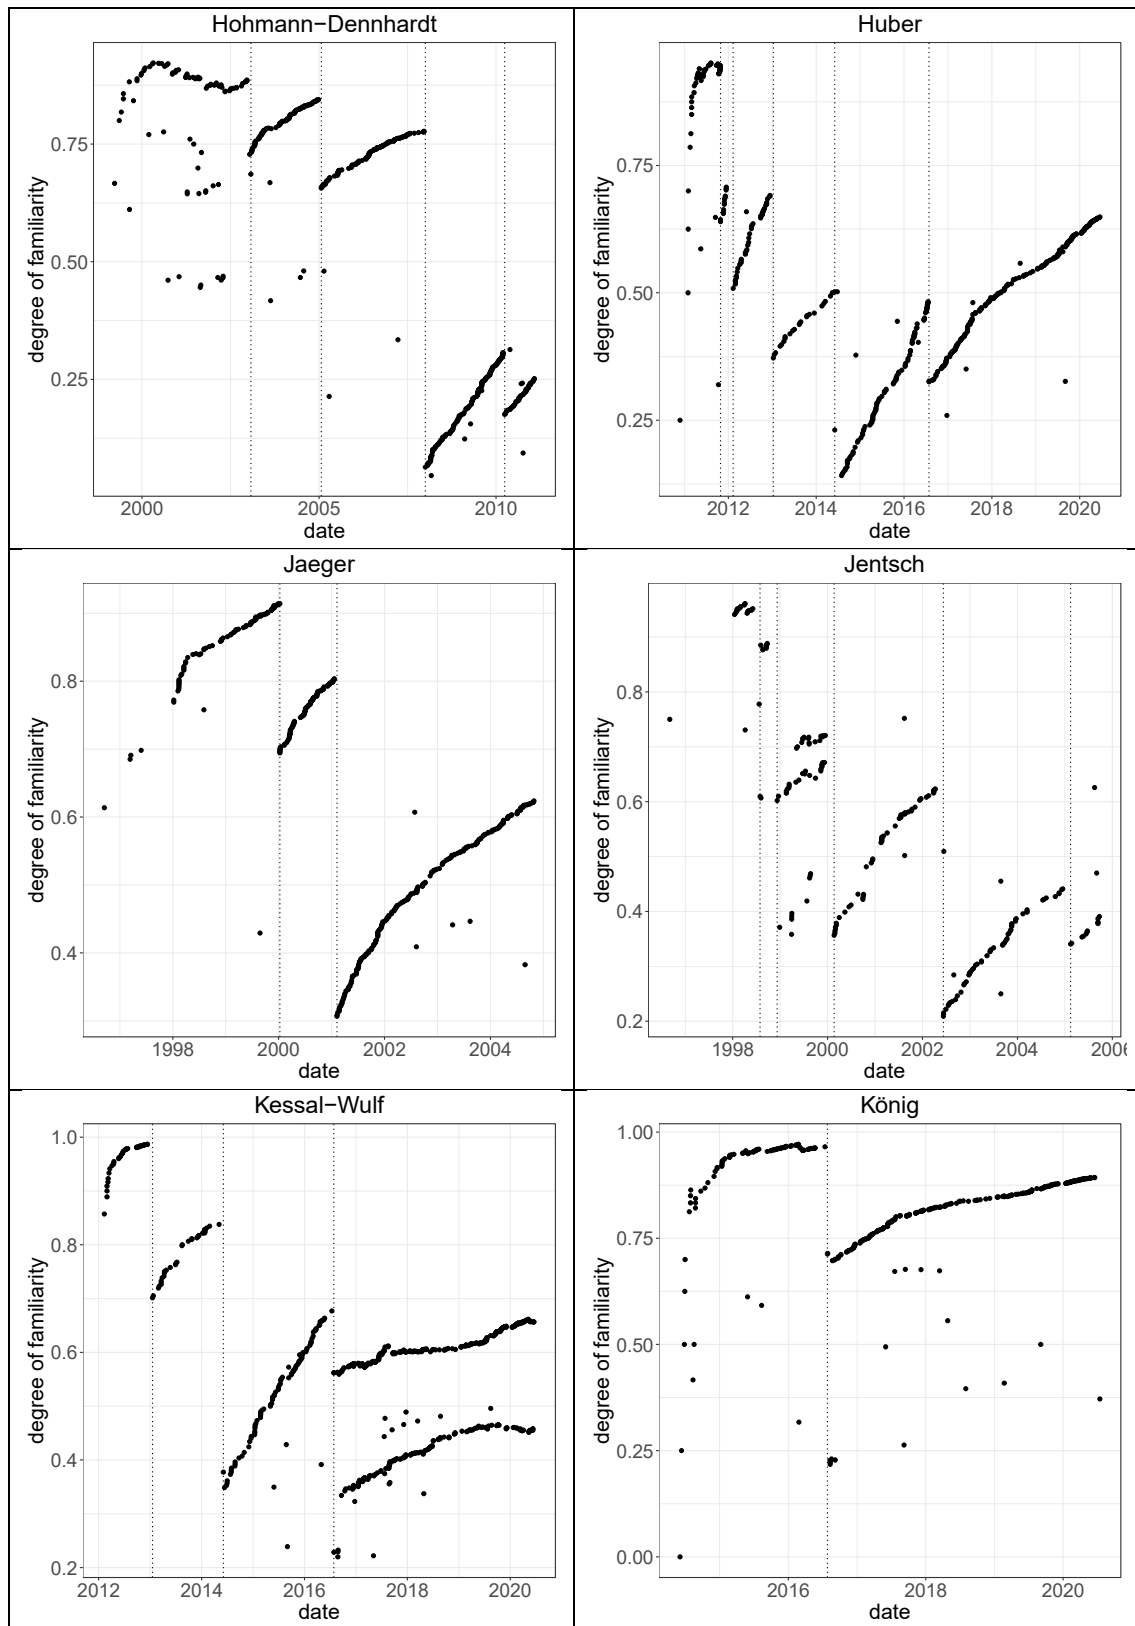 Hohmann−Dennhardt
degree of familiarity
0.75
0.50
0.25
2000 2005 2010
date
Huber
degree of familiarity
0.75
0.50
0.25
2012 2014 2016 2018 2020
date
Jaeger
degree of familiarity
0.8
0.6
0.4
1998 2000 2002 2004
date
Jentsch
degree of familiarity
0.8
0.6
0.4
0.2
1998 2000 2002 2004 2006
date
Kessal−Wulf
degree of familiarity
1.0
0.8
0.6
0.4
0.2
2012 2014 2016 2018 2020
date
König
degree of familiarity
1.00
0.75
0.50
0.25
0.00
2016 2018 2020
date